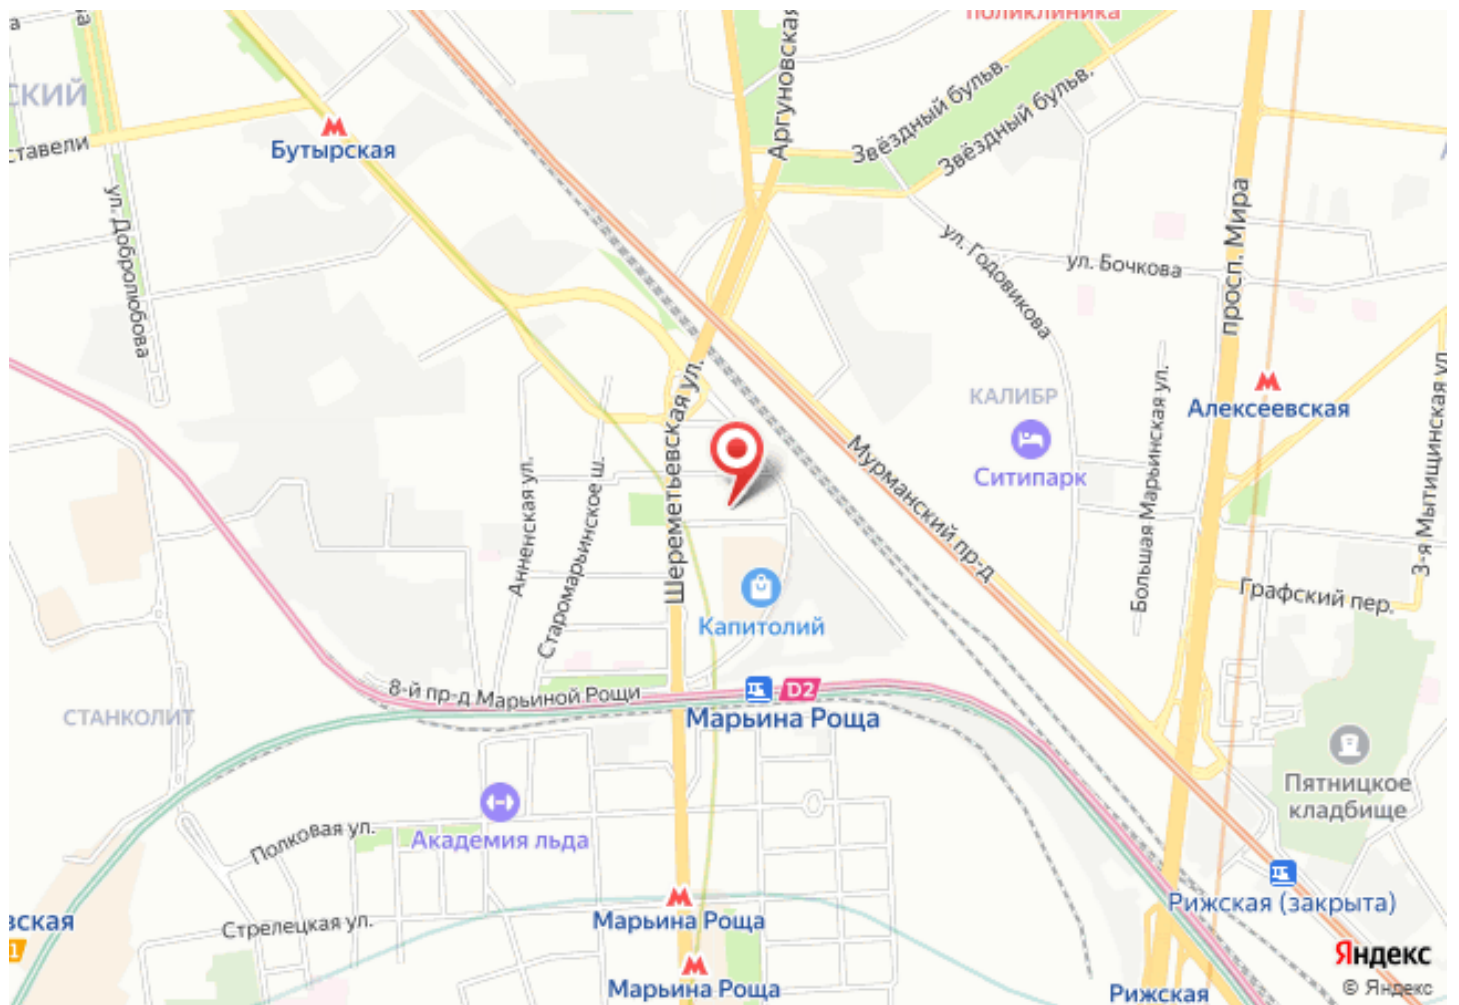 поликлиника
СКИЙ
ставели
Бутырская
ул. Добролюбова
Аргуновская
Звёздный бульв.
Звёздный бульв.
просп. Мира
ул. Годовикова
ул. Бочкова
Шереметьевская ул.
КАЛИБР
Ситипарк
Алексеевская
Большая Марьинская ул.
3-я Мытищинская ул
Анненская ул.
Старомарьинское ш.
Мурманский пр-д
Графский пер.
Капитолий
8-й пр-д Марьиной Рощи
D2
Марьина Роща
СТАНКОЛИТ
Пятницкое
кладбище
Полковая ул.
Академия льда
Рижская (закрыта)
Стрелецкая ул.
Марьина Роща
вская
1
Марьина Роща
Рижская
Яндекс
© Яндекс